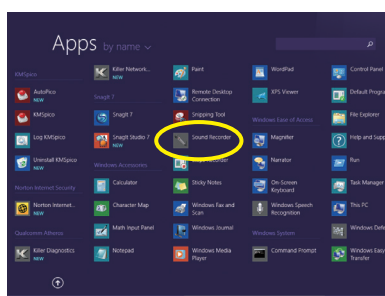 Apps by name
KMSpico
AutoPico
NEW
KMSpico
NEW
Log KMSpico
Uninstall KMSpico
NEW
Norton Internet Security
Norton Internet...
NEW
Qualcomm Atheros
Killer Diagnostics
NEW
Killer Network...
NEW
SnagIt 7
SnagIt 7
SnagIt Studio 7
NEW
Windows Accessories
Calculator
Character Map
Math Input Panel
Notepad
Paint
Remote Desktop
Connection
Snipping Tool
Sound Recorder
Sticky Notes
Windows Fax and
Scan
Windows Journal
Windows Media
Player
WordPad
XPS Viewer
Windows Ease of Access
Magnifier
Narrator
On-Screen
Keyboard
Windows Speech
Recognition
Windows System
Command Prompt
Control Panel
Default Progra
File Explorer
Help and Supp
Run
Task Manager
This PC
Windows Defe
Windows Easy
Transfer